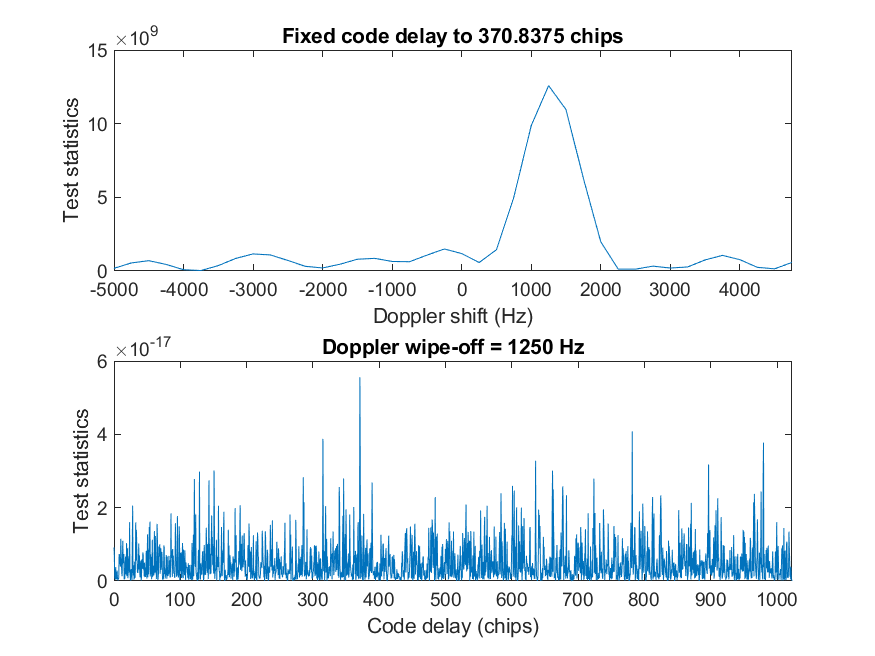 Fixed code delay to 370.8375 chips
×10⁹
15
10
5
0
Test statistics
-5000 -4000 -3000 -2000 -1000 0 1000 2000 3000 4000
Doppler shift (Hz)
Doppler wipe-off = 1250 Hz
×10⁻¹⁷
6
4
2
0
Test statistics
0 100 200 300 400 500 600 700 800 900 1000
Code delay (chips)